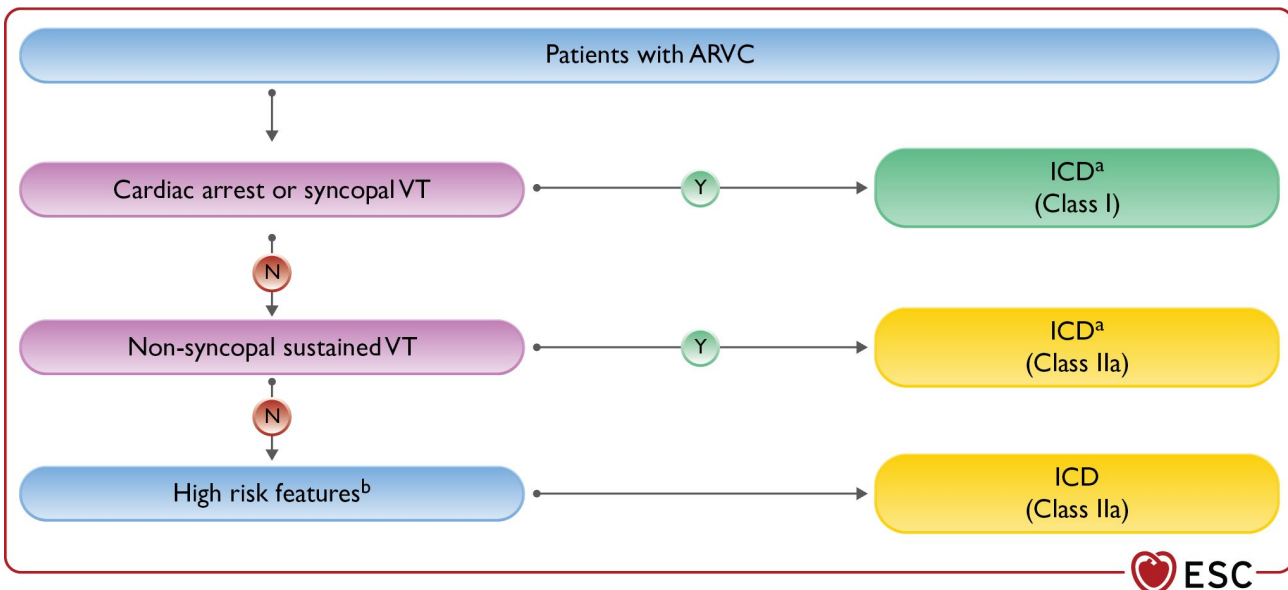 Patients with ARVC
Cardiac arrest or syncopal VT
Y
ICDᵃ
(Class I)
N
Non-syncopal sustained VT
Y
ICDᵃ
(Class IIa)
N
High risk featuresᵇ
ICD
(Class IIa)
ESC